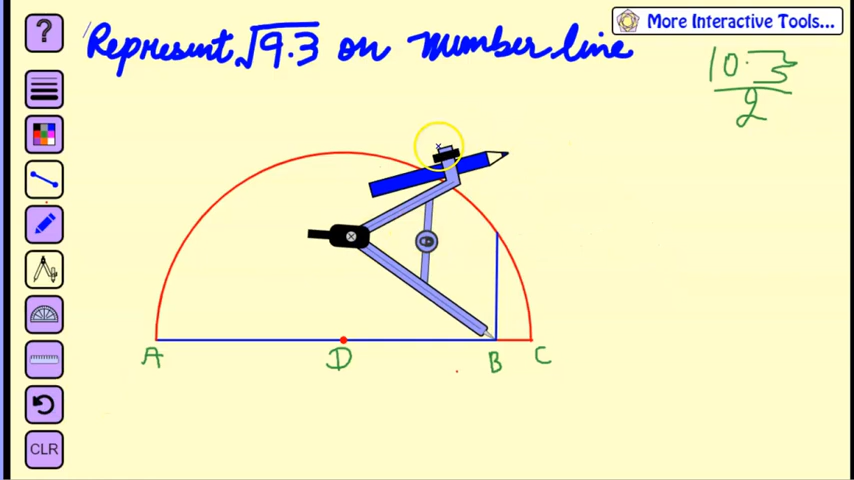 ?
More Interactive Tools...
Represent √9.3 on number line
10.3
2
A D B C
CLR